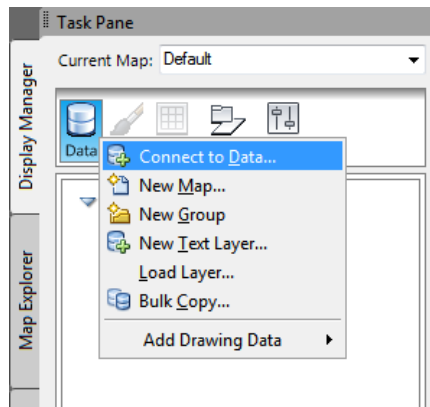 Task Pane
Current Map: Default
Display Manager
Data
Connect to Data...
New Map...
New Group
New Text Layer...
Load Layer...
Bulk Copy...
Add Drawing Data
Map Explorer